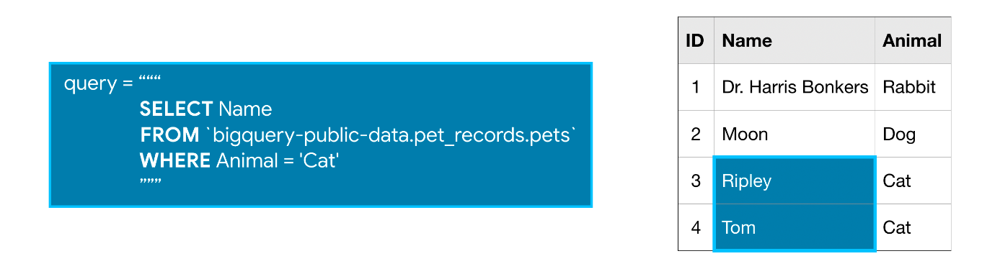 query = “““
SELECT Name
FROM `bigquery-public-data.pet_records.pets`
WHERE Animal = 'Cat'
”””
ID Name Animal
1 Dr. Harris Bonkers Rabbit
2 Moon Dog
3 Ripley Cat
4 Tom Cat